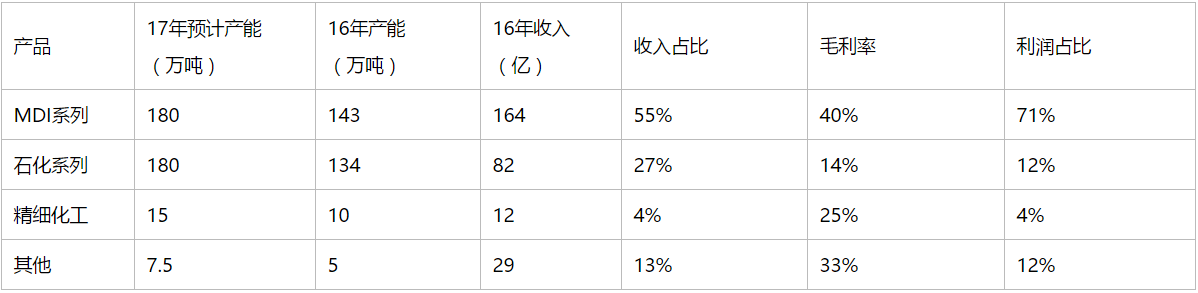 产品 17年预计产能（万吨） 16年产能（万吨） 16年收入（亿） 收入占比 毛利率 利润占比
MDI系列 180 143 164 55% 40% 71%
石化系列 180 134 82 27% 14% 12%
精细化工 15 10 12 4% 25% 4%
其他 7.5 5 29 13% 33% 12%